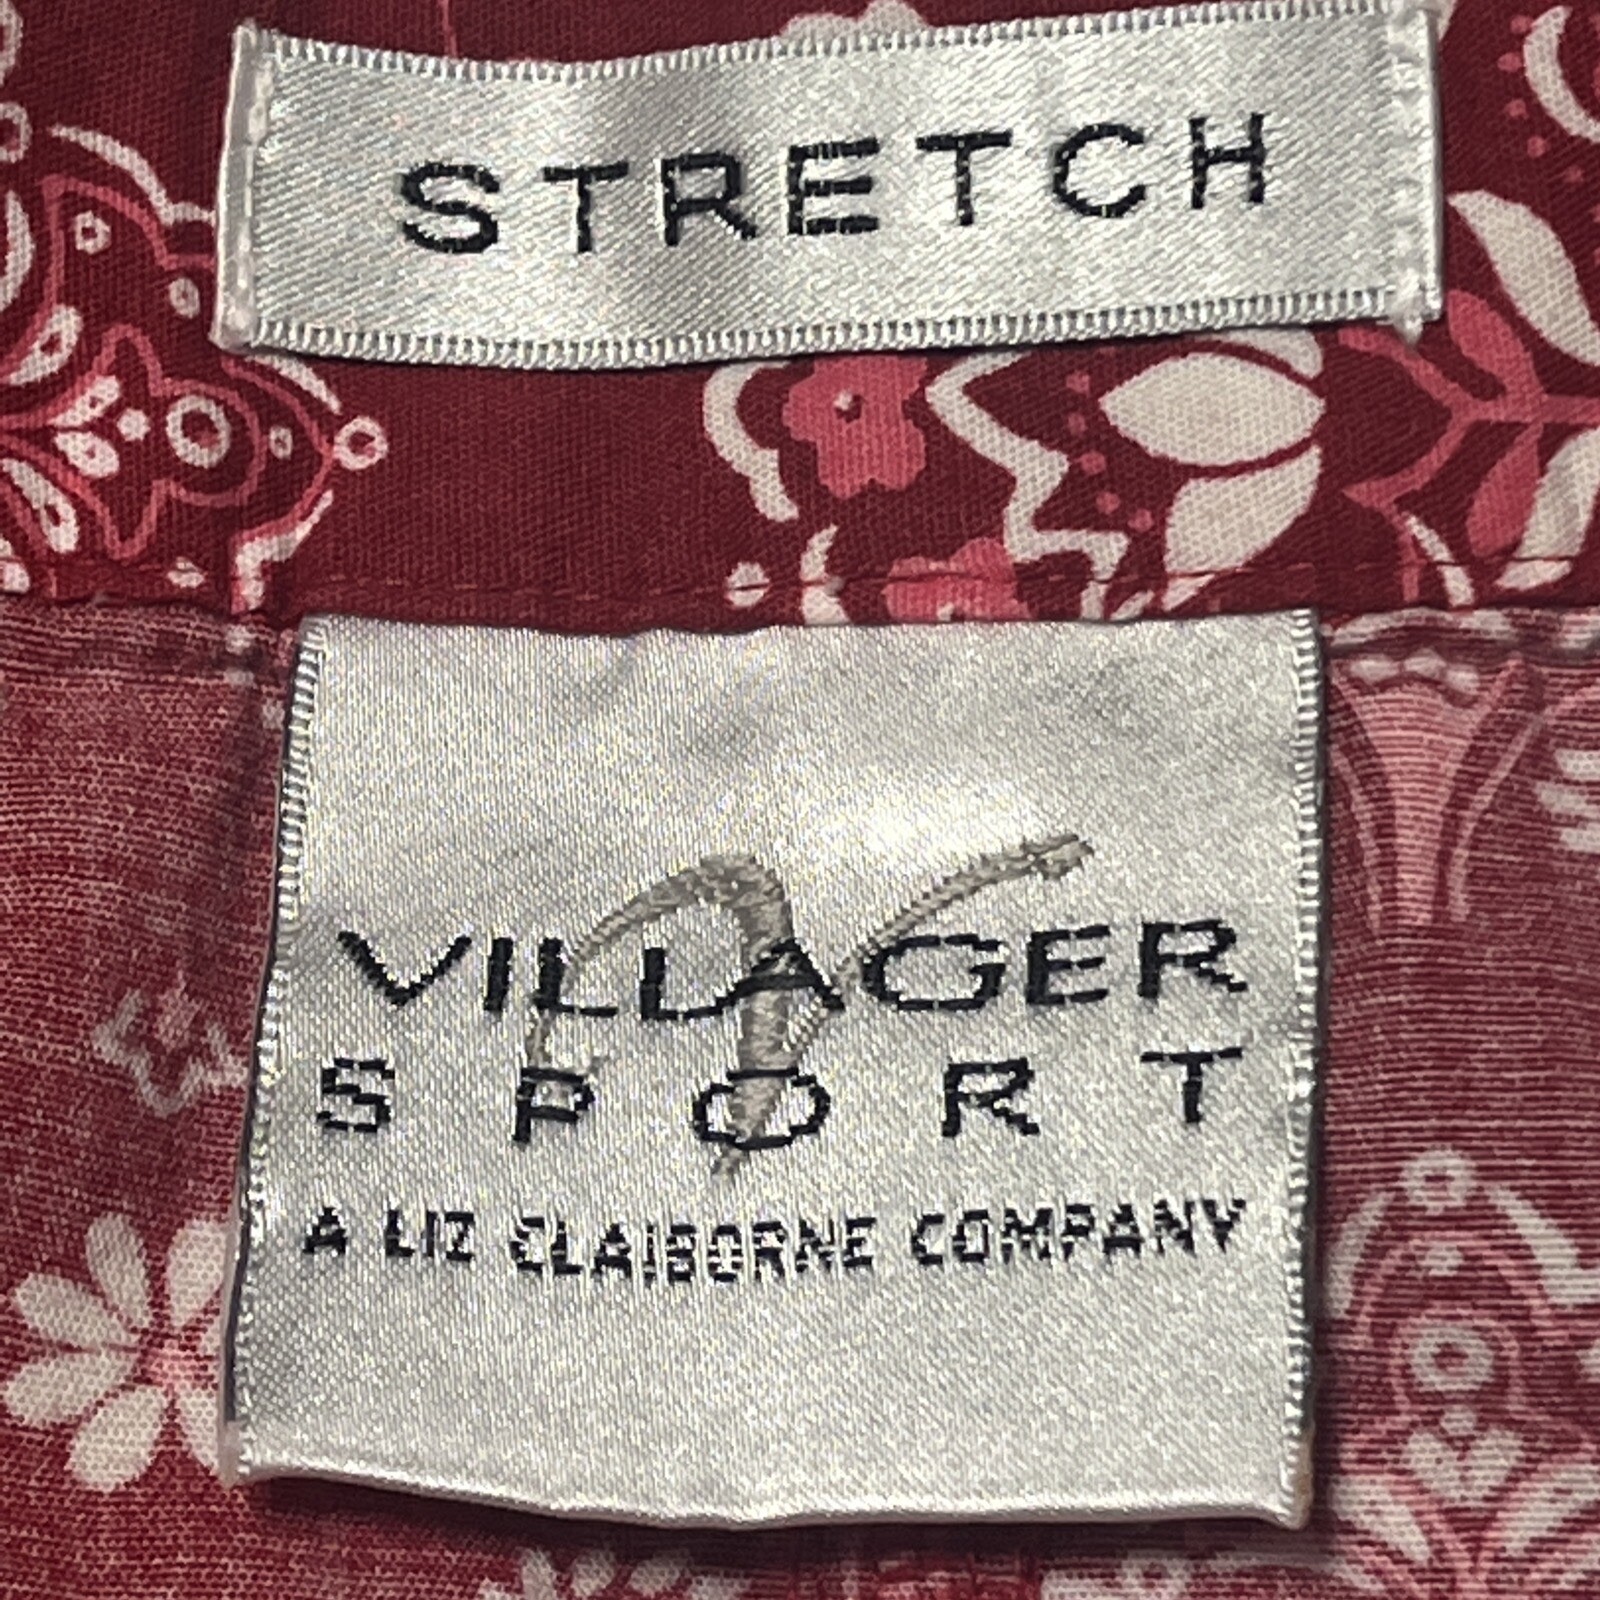 STRETCH
VILLAGER
SPORT
A LIZ CLAIBORNE COMPANY